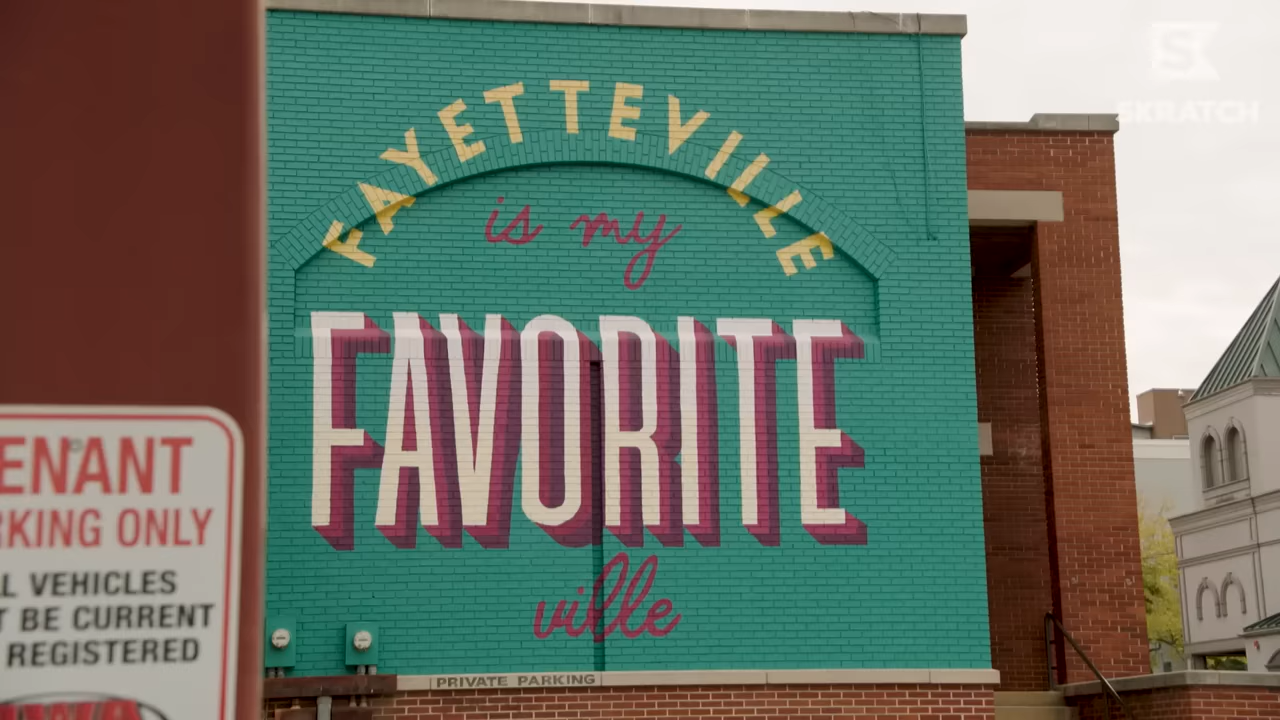 SKRATCH
FAYETTEVILLE
is my
FAVORITE
ville
PRIVATE PARKING
ENANT
RKING ONLY
L VEHICLES
T BE CURRENT
REGISTERED